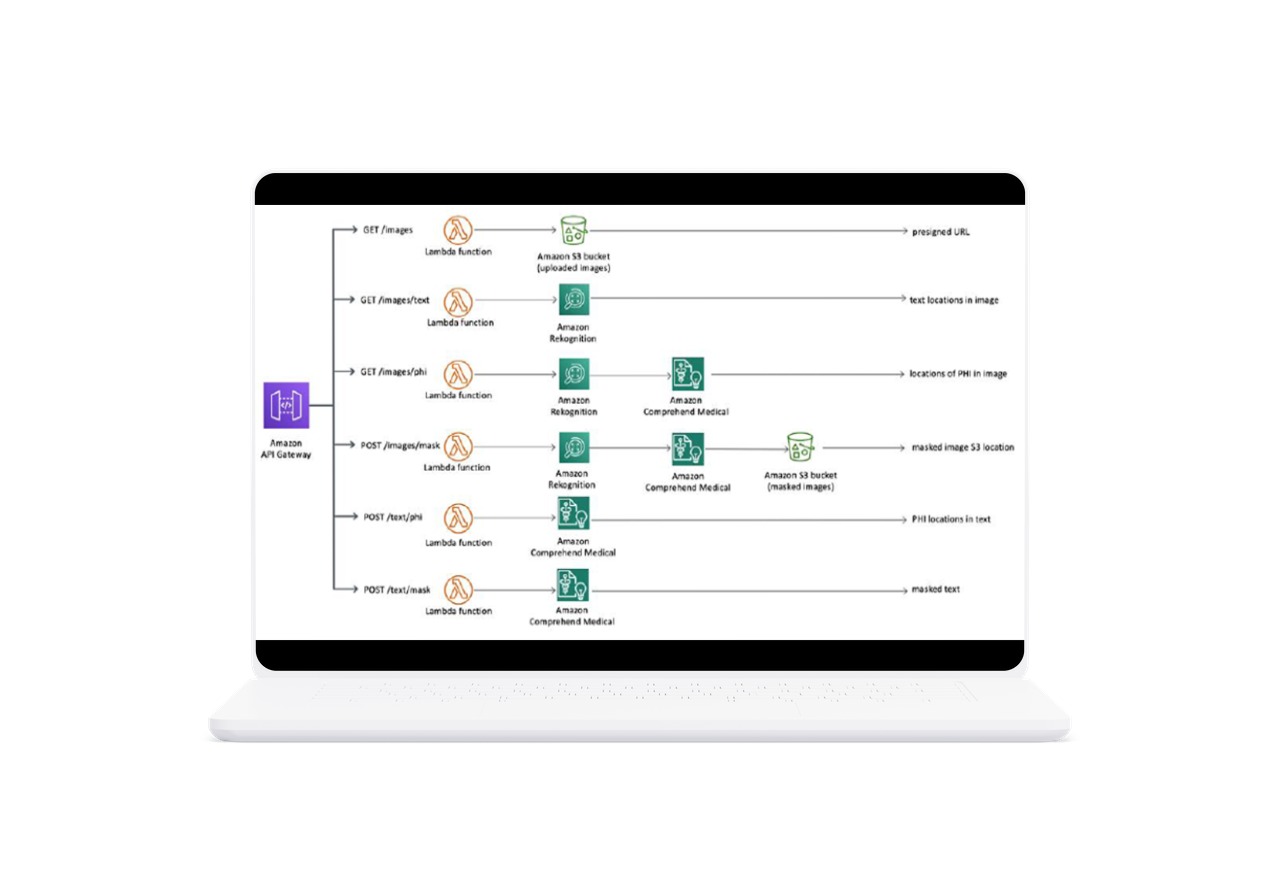 GET /images
Lambda function
Amazon S3 bucket
(uploaded images)
presigned URL
GET /images/text
Lambda function
Amazon
Rekognition
text locations in image
GET /images/phi
Lambda function
Amazon
Rekognition
Amazon
Comprehend Medical
locations of PHI in image
Amazon
API Gateway
POST /images/mask
Lambda function
Amazon
Rekognition
Amazon
Comprehend Medical
Amazon S3 bucket
(masked images)
masked image S3 location
POST /text/phi
Lambda function
Amazon
Comprehend Medical
PHI locations in text
POST /text/mask
Lambda function
Amazon
Comprehend Medical
masked text